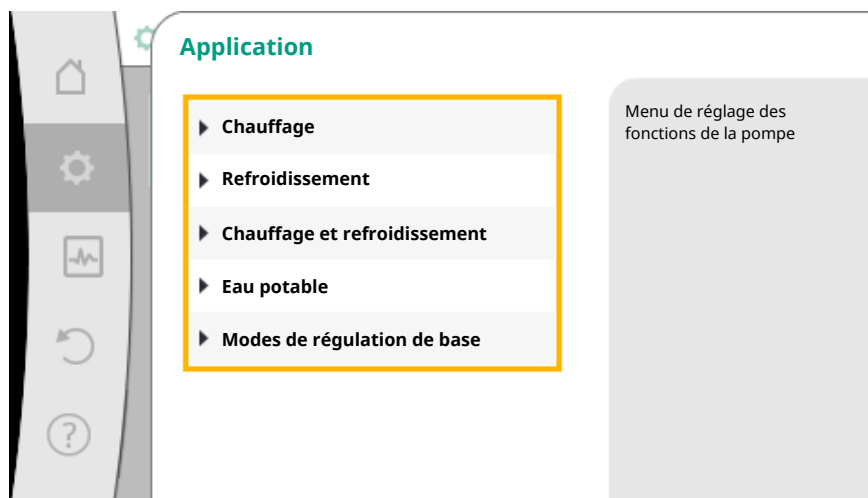 Application
Chauffage
Refroidissement
Chauffage et refroidissement
Eau potable
Modes de régulation de base
Menu de réglage des
fonctions de la pompe
?